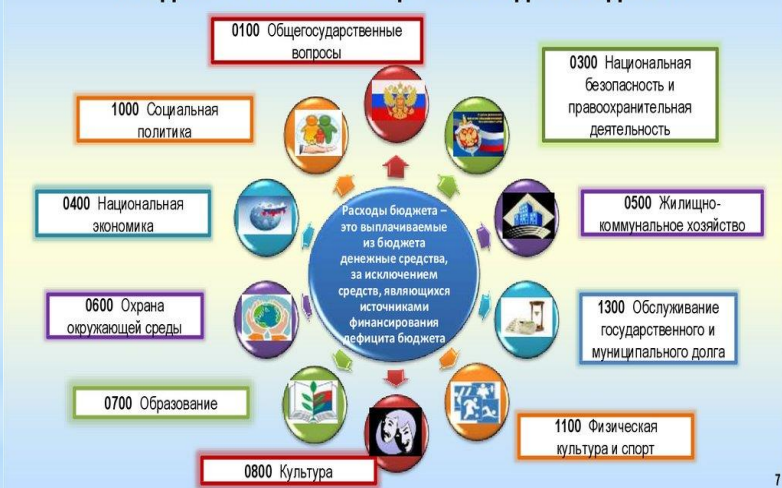 0100 Общегосударственные
вопросы
0300 Национальная
безопасность и
правоохранительная
деятельность
1000 Социальная
политика
0400 Национальная
экономика
0500 Жилищно-
коммунальное хозяйство
Расходы бюджета –
это выплачиваемые
из бюджета
денежные средства,
за исключением
средств, являющихся
источниками
финансирования
дефицита бюджета
0600 Охрана
окружающей среды
1300 Обслуживание
государственного и
муниципального долга
0700 Образование
1100 Физическая
культура и спорт
0800 Культура
7